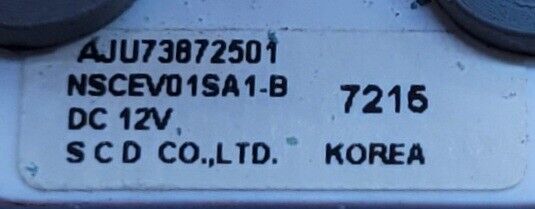 AJU73872501
NSCEV01SA1-B
7215
DC 12V
S C D CO.,LTD. KOREA